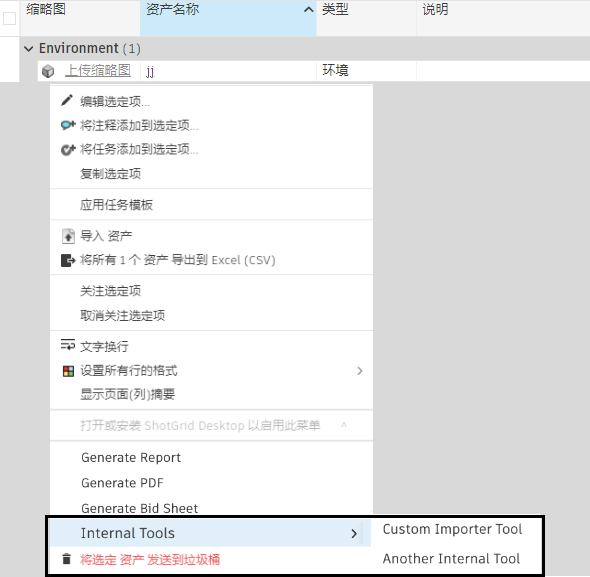 缩略图 资产名称 类型 说明
Environment (1)
上传缩略图 jj 环境
编辑选定项...
将注释添加到选定项...
将任务添加到选定项...
复制选定项
应用任务模板
导入 资产
将所有 1 个 资产 导出到 Excel (CSV)
关注选定项
取消关注选定项
文字换行
设置所有行的格式
显示页面(列)摘要
打开或安装 ShotGrid Desktop 以启用此菜单
Generate Report
Generate PDF
Generate Bid Sheet
Internal Tools
Custom Importer Tool
将选定 资产 发送到垃圾桶
Another Internal Tool